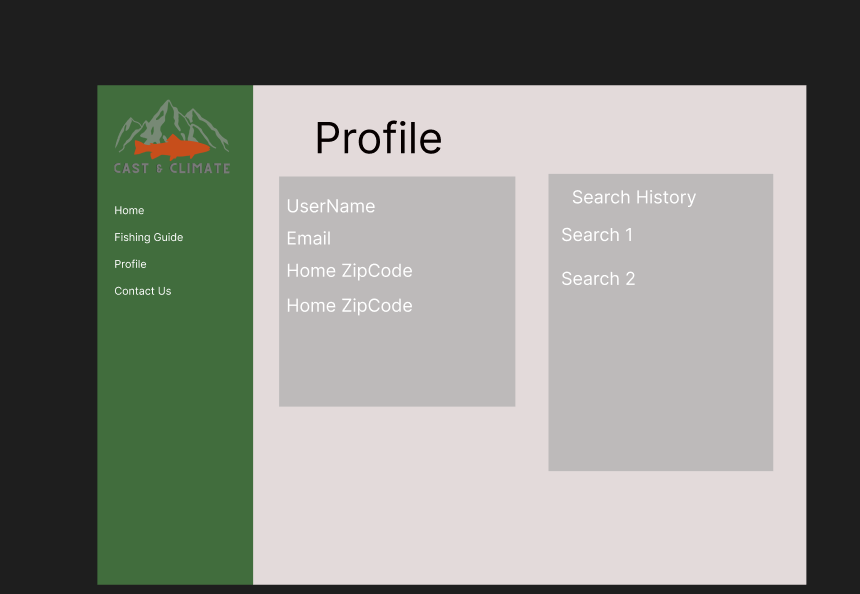 CAST & CLIMATE
Home
Fishing Guide
Profile
Contact Us
Profile
UserName
Email
Home ZipCode
Home ZipCode
Search History
Search 1
Search 2